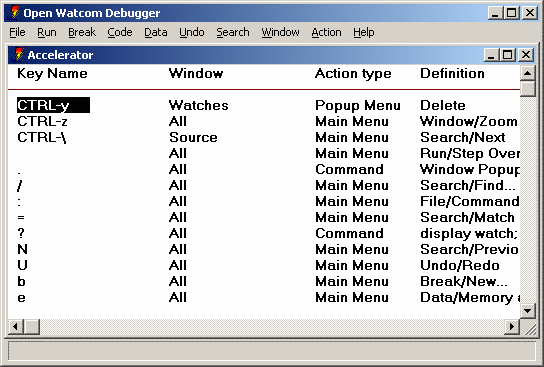 Open Watcom Debugger
File Run Break Code Data Undo Search Window Action Help
Accelerator
Key Name Window Action type Definition
CTRL-y Watches Popup Menu Delete
CTRL-z All Main Menu Window/Zoom
CTRL-\ Source Main Menu Search/Next
All Main Menu Run/Step Over
. All Command Window Popup
/ All Main Menu Search/Find...
: All Main Menu File/Command
= All Main Menu Search/Match
? All Command display watch;
N All Main Menu Search/Previo
U All Main Menu Undo/Redo
b All Main Menu Break/New...
e All Main Menu Data/Memory a